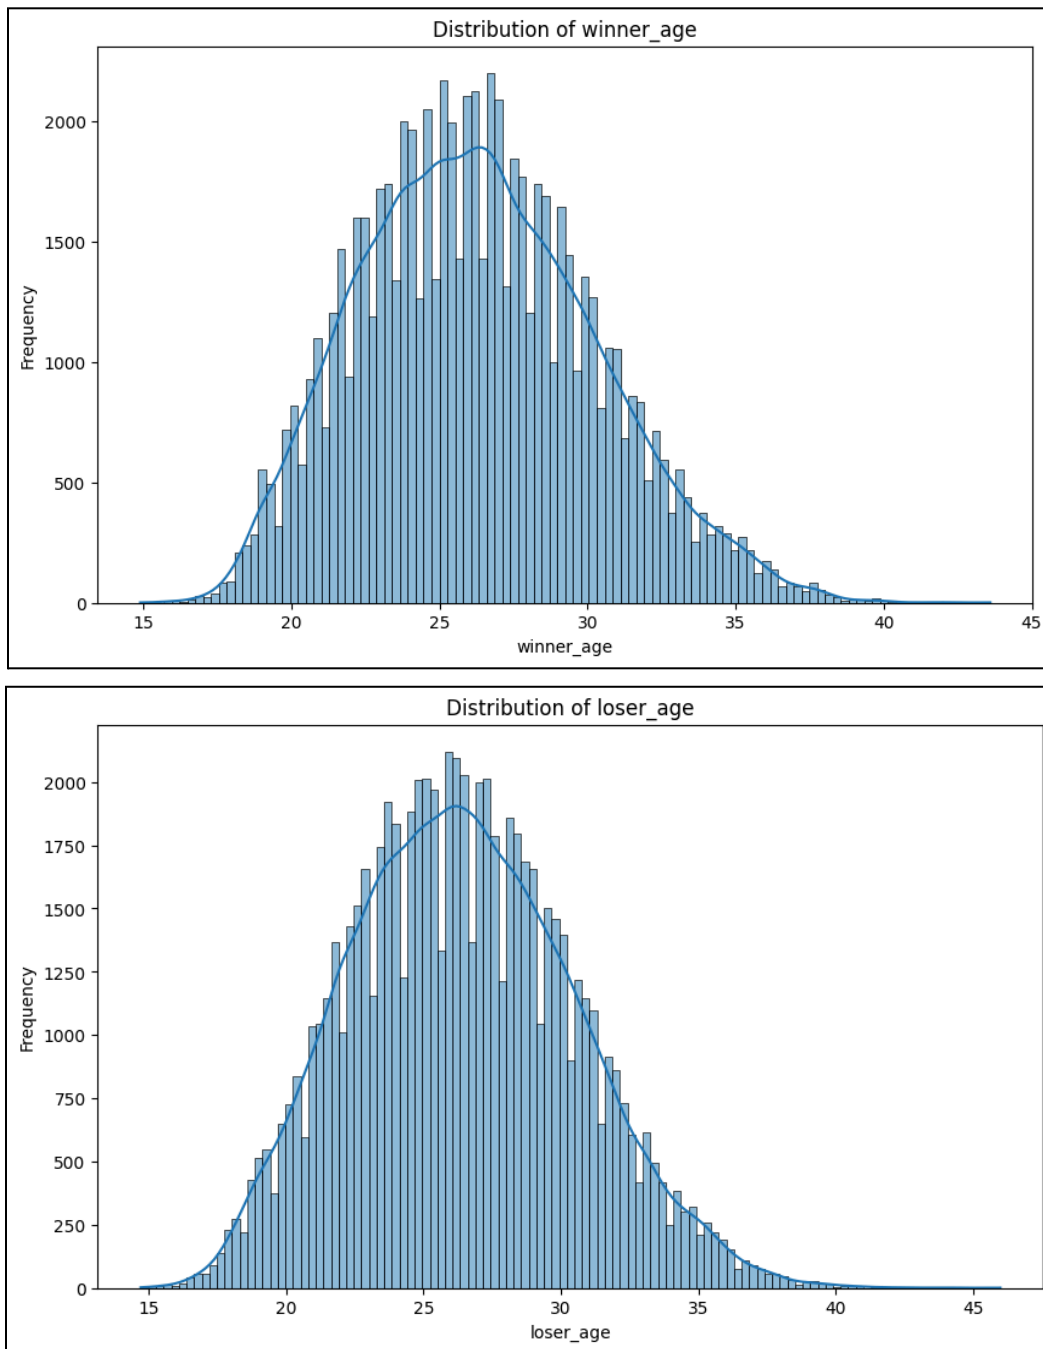 Distribution of winner_age
2000
1500
1000
500
0
Frequency
15 20 25 30 35 40 45
winner_age
Distribution of loser_age
2000
1750
1500
1250
1000
750
500
250
0
Frequency
15 20 25 30 35 40 45
loser_age